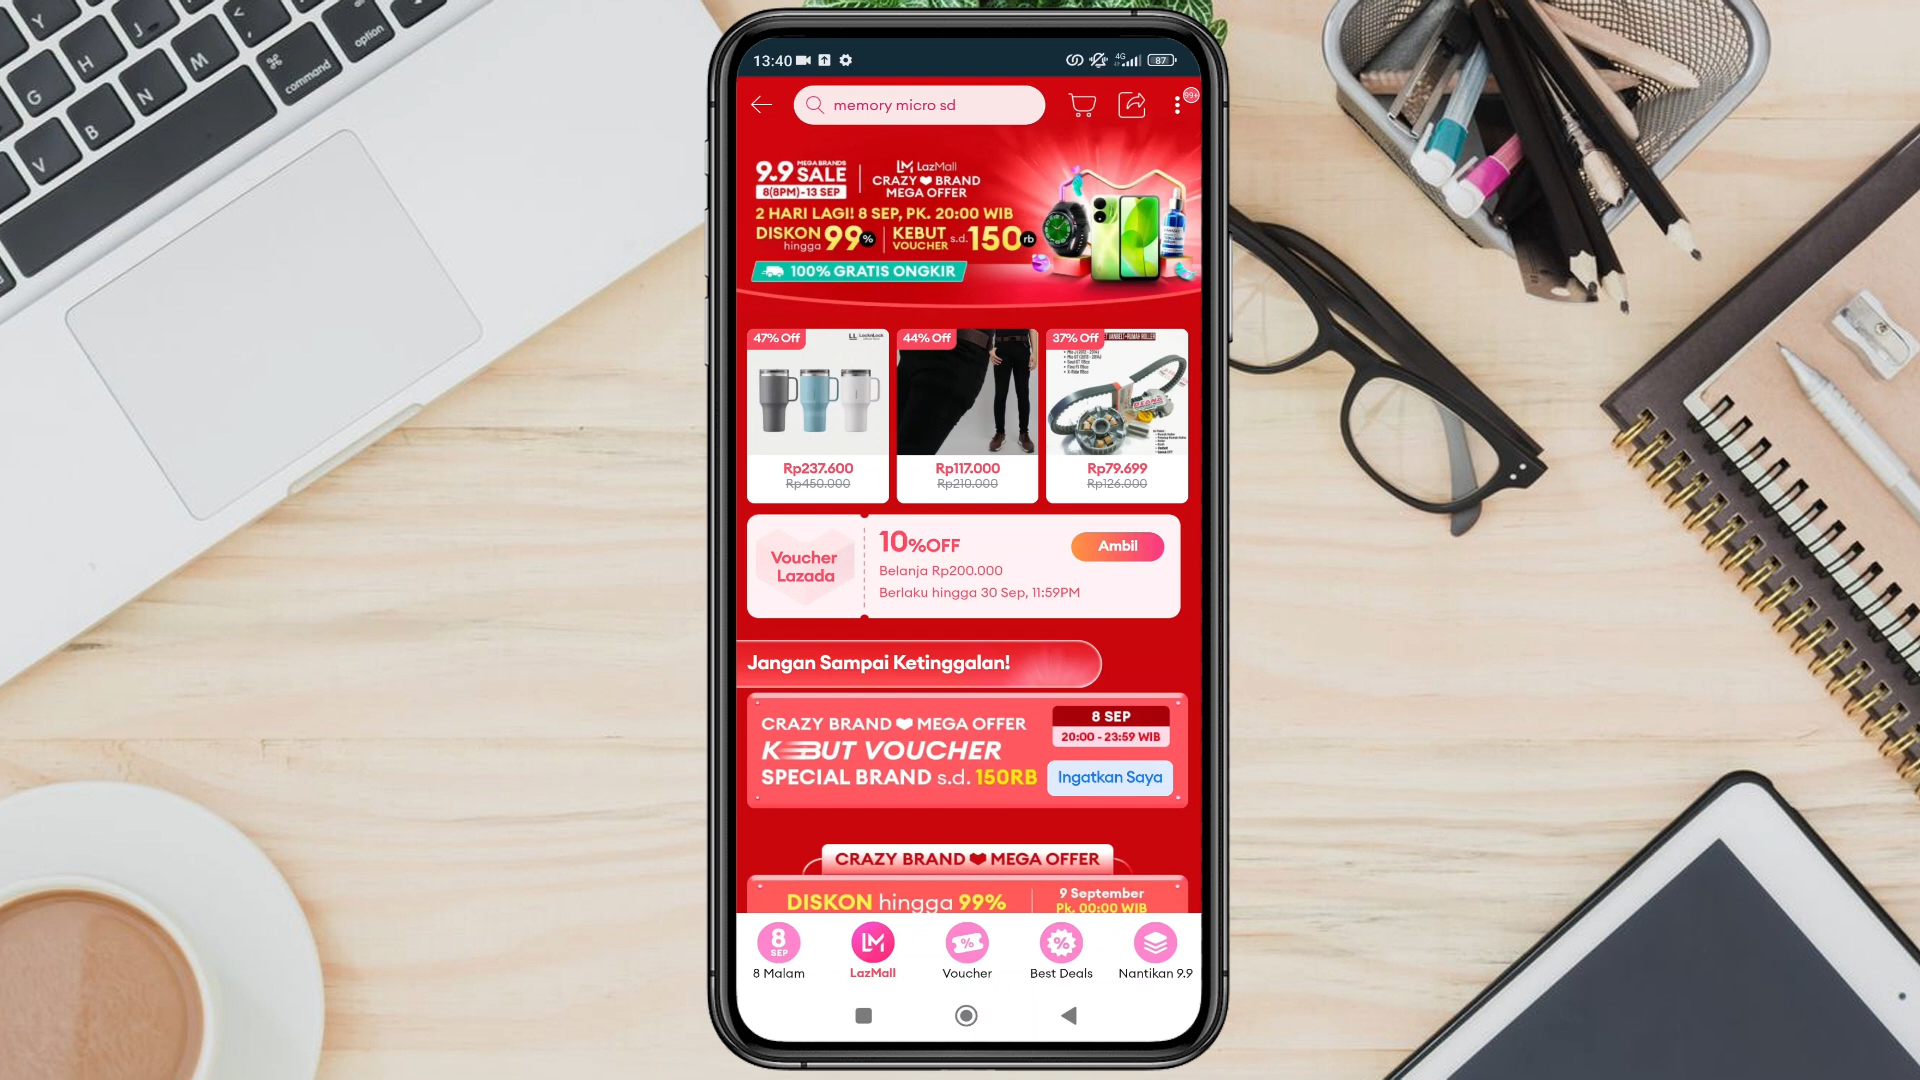 Y
H
J
G
N
M
<
⌘
option
command
V
B
13:40
4G
87
memory micro sd
99+
9.9 MEGA BRANDS SALE
8(8PM)-13 SEP
LM LazMall
CRAZY BRAND
MEGA OFFER
2 HARI LAGI! 8 SEP, PK. 20:00 WIB
DISKON hingga 99%
KEBUT VOUCHER s.d. 150rb
100% GRATIS ONGKIR
47% Off
44% Off
37% Off
LL LocknLock
Rp237.600
Rp450.000
Rp117.000
Rp210.000
Rp79.699
Rp126.000
Voucher
Lazada
10%OFF
Belanja Rp200.000
Berlaku hingga 30 Sep, 11:59PM
Ambil
Jangan Sampai Ketinggalan!
CRAZY BRAND MEGA OFFER
KEBUT VOUCHER
SPECIAL BRAND s.d. 150RB
8 SEP
20:00 - 23:59 WIB
Ingatkan Saya
CRAZY BRAND MEGA OFFER
DISKON hingga 99%
9 September
Pk. 00:00 WIB
8
SEP
LM
%
%
8 Malam
LazMall
Voucher
Best Deals
Nantikan 9.9